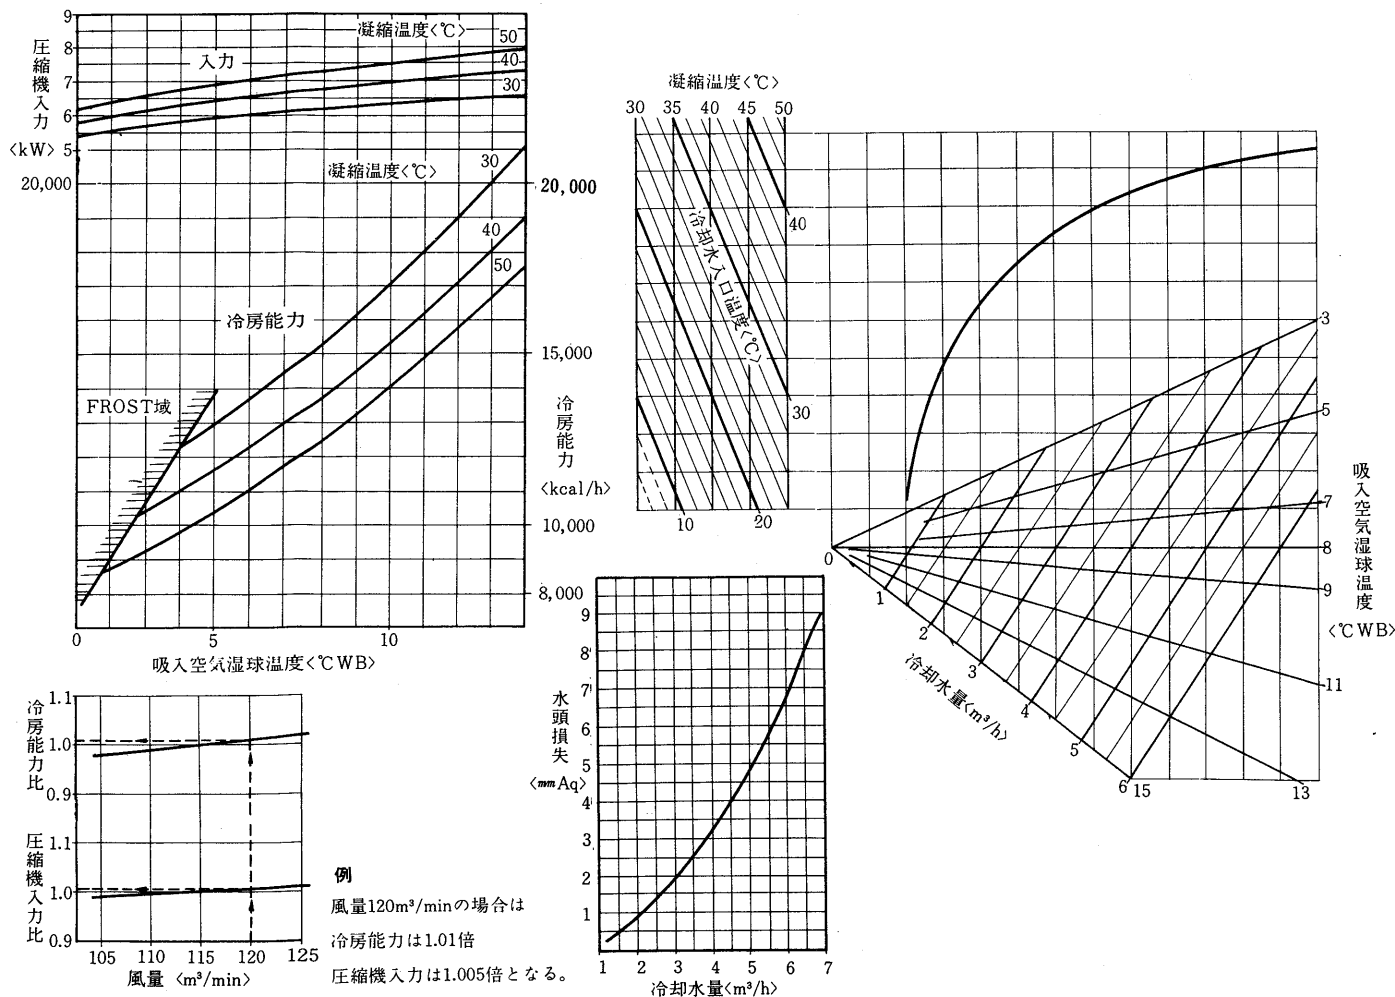 凝縮温度<℃>
50
40
30
入力
9
8
7
6
5
圧縮機入力
<kW>
20,000
凝縮温度<℃>
30
40
50
冷房能力
FROST域
20,000
15,000
10,000
8,000
冷房能力
<kcal/h>
0
5
10
吸入空気湿球温度<℃WB>
冷房能力比
1.1
1.0
0.9
圧縮機入力比
1.1
1.0
0.9
105 110 115 120 125
風量 <m³/min>
例
風量120m³/minの場合は
冷房能力は1.01倍
圧縮機入力は1.005倍となる。
水頭損失
<mmAq>
9
8
7
6
5
4
3
2
1
1 2 3 4 5 6 7
冷却水量<m³/h>
凝縮温度<℃>
30 35 40 45 50
冷却水入口温度<℃>
40
30
10
20
0
1
2
3
4
5
6
冷却水量<m³/h>
3
5
7
8
9
11
13
15
吸入空気湿球温度
<℃WB>